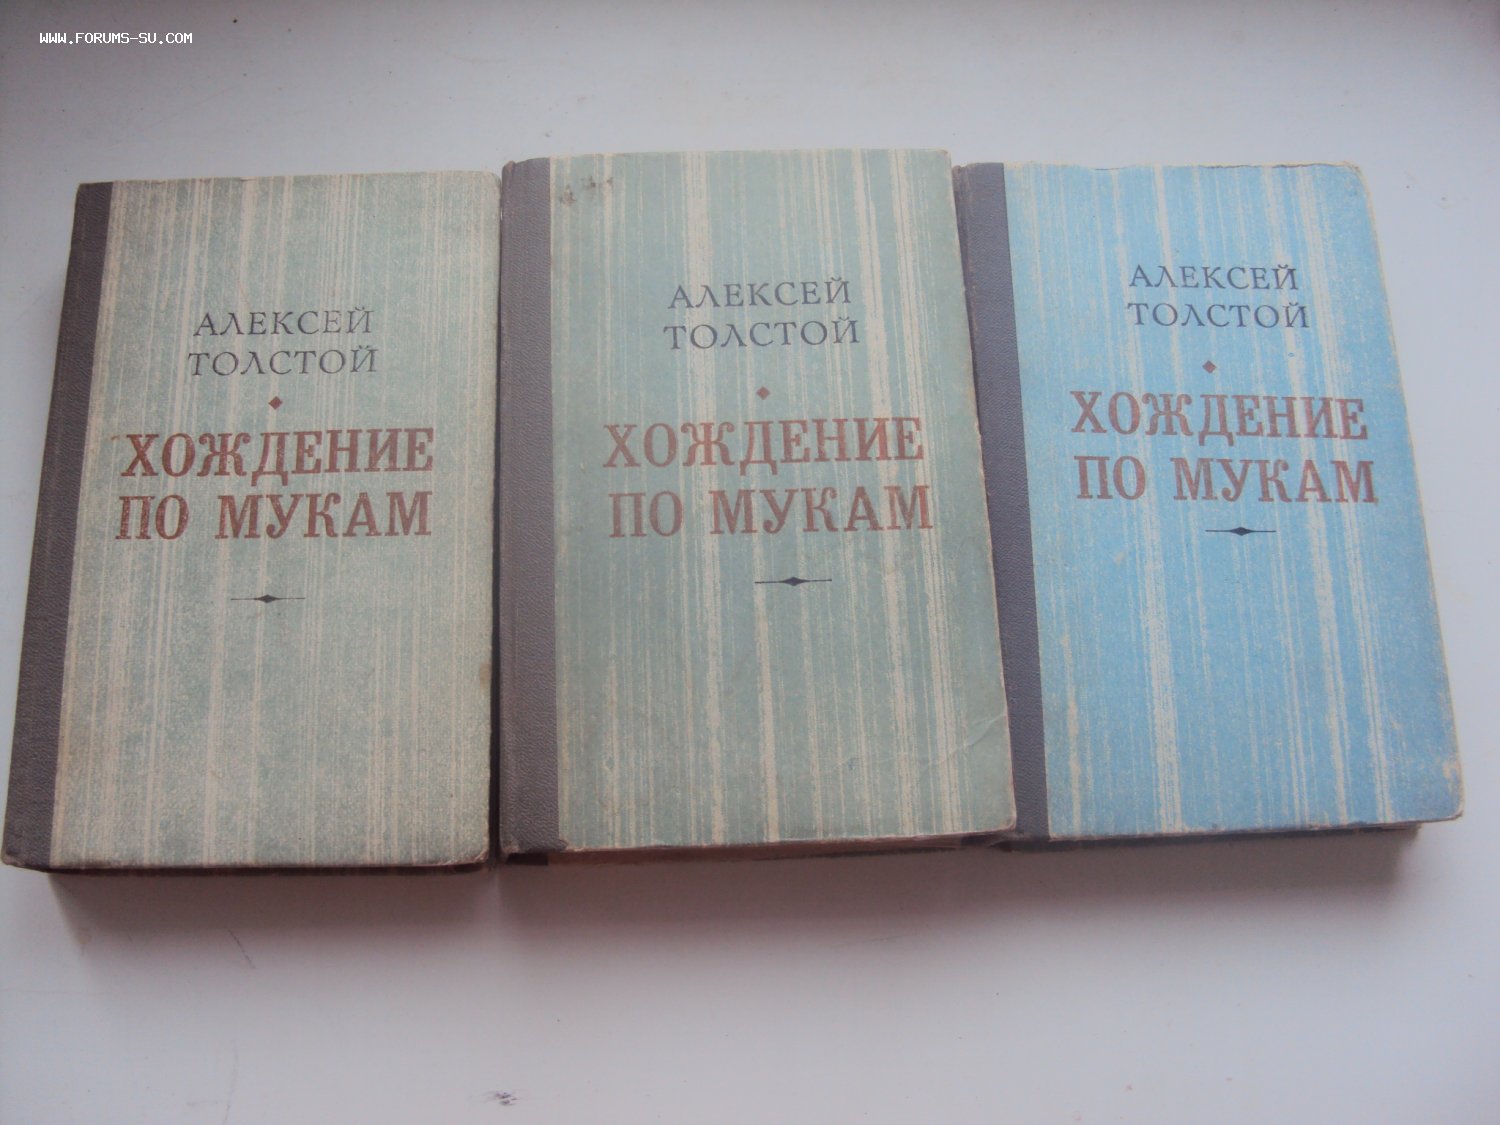 WWW.FORUMS-SU.COM
АЛЕКСЕЙ
ТОЛСТОЙ
ХОЖДЕНИЕ
ПО МУКАМ
АЛЕКСЕЙ
ТОЛСТОЙ
ХОЖДЕНИЕ
ПО МУКАМ
АЛЕКСЕЙ
ТОЛСТОЙ
ХОЖДЕНИЕ
ПО МУКАМ